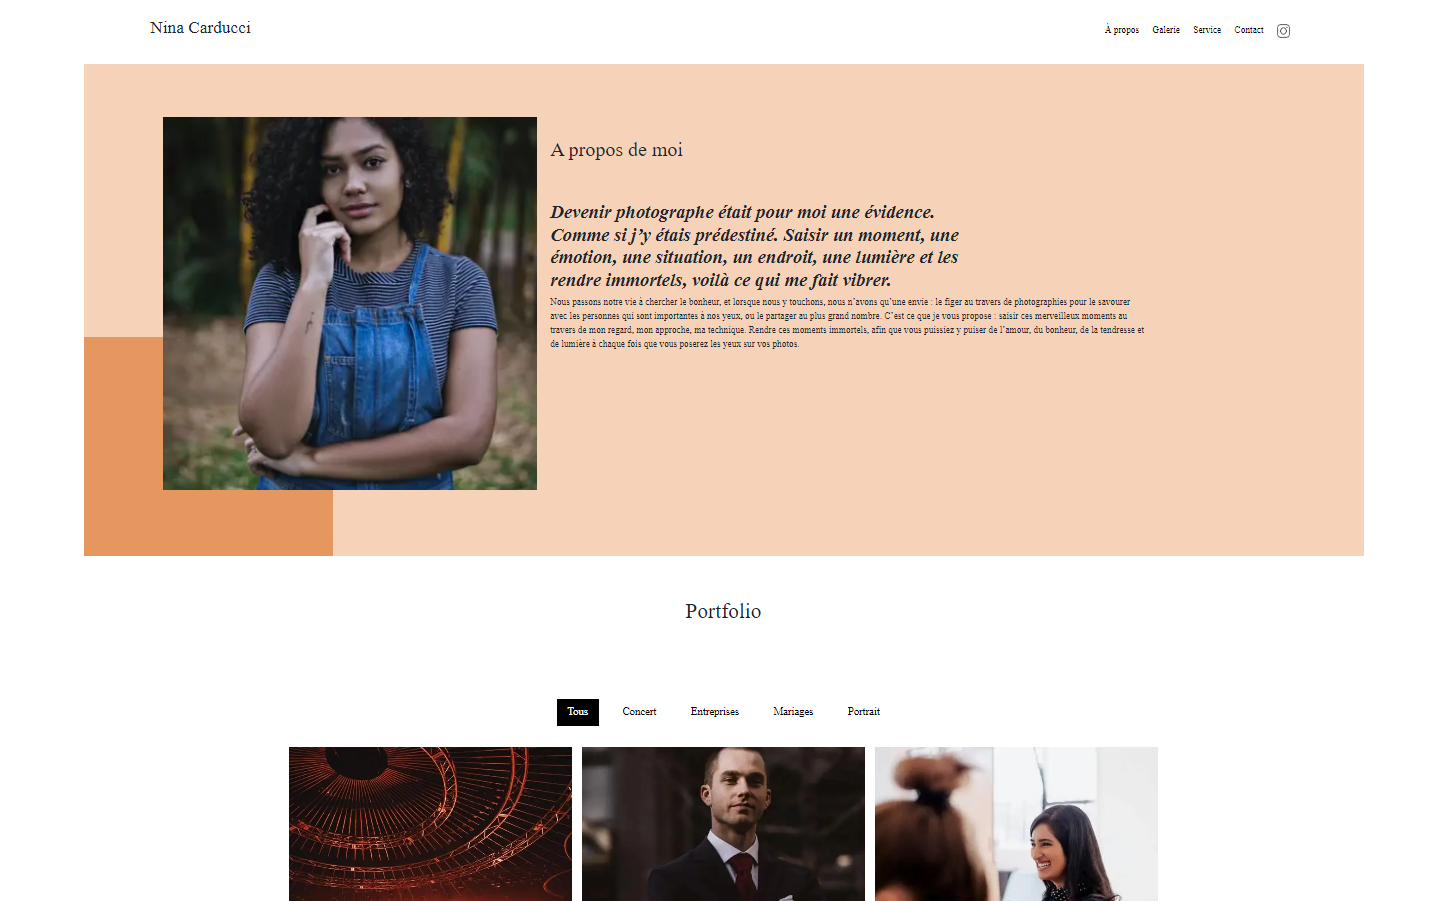 Nina Carducci
À propos Galerie Service Contact
A propos de moi
Devenir photographe était pour moi une évidence.
Comme si j’y étais prédestiné. Saisir un moment, une
émotion, une situation, un endroit, une lumière et les
rendre immortels, voilà ce qui me fait vibrer.
Nous passons notre vie à chercher le bonheur, et lorsque nous y touchons, nous n’avons qu’une envie : le figer au travers de photographies pour le savourer
avec les personnes qui sont importantes à nos yeux, ou le partager au plus grand nombre. C’est ce que je vous propose : saisir ces merveilleux moments au
travers de mon regard, mon approche, ma technique. Rendre ces moments immortels, afin que vous puissiez y puiser de l’amour, du bonheur, de la tendresse et
de lumière à chaque fois que vous poserez les yeux sur vos photos.
Portfolio
Tous Concert Entreprises Mariages Portrait